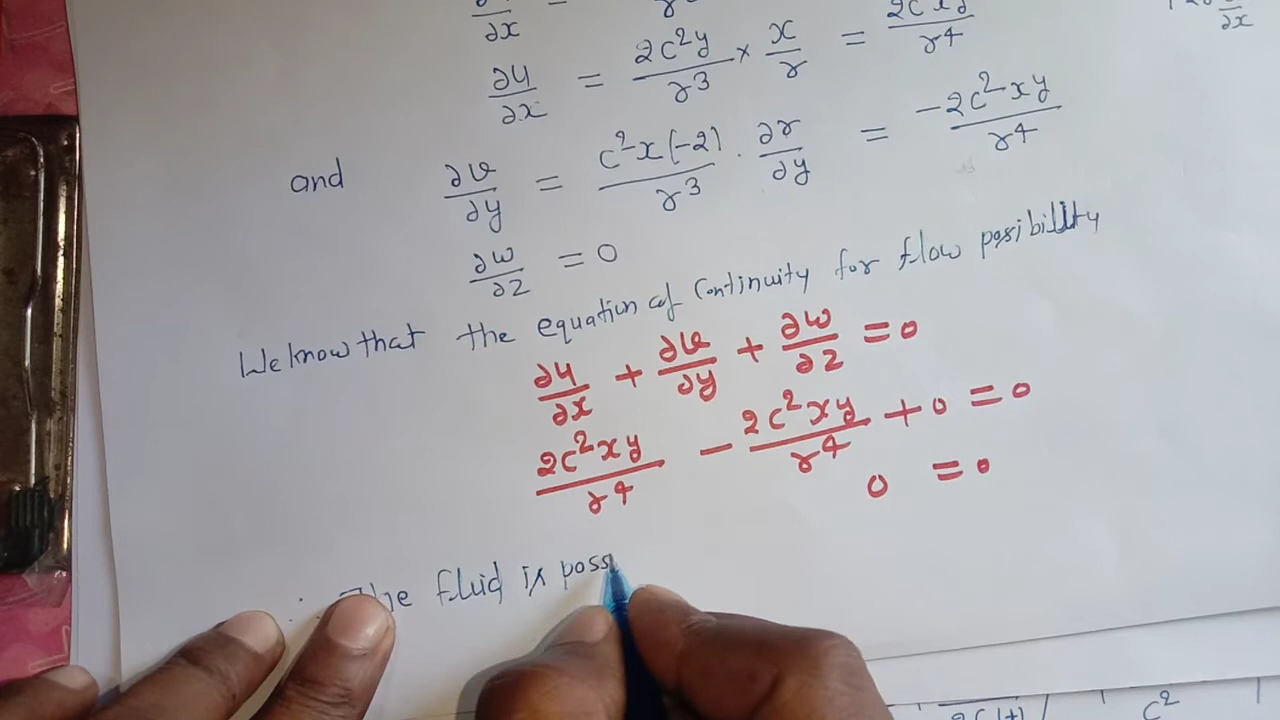 ∂x
∂u/∂x = 2c²y/r³ × x/r = 2cxy/r⁴
∂x
and ∂v/∂y = c²x(-2)/r³ · ∂r/∂y = -2c²xy/r⁴
∂w/∂z = 0
We know that the equation of Continuity for flow possibility
∂u/∂x + ∂v/∂y + ∂w/∂z = 0
2c²xy/r⁴ - 2c²xy/r⁴ + 0 = 0
0 = 0
∴ The fluid is poss